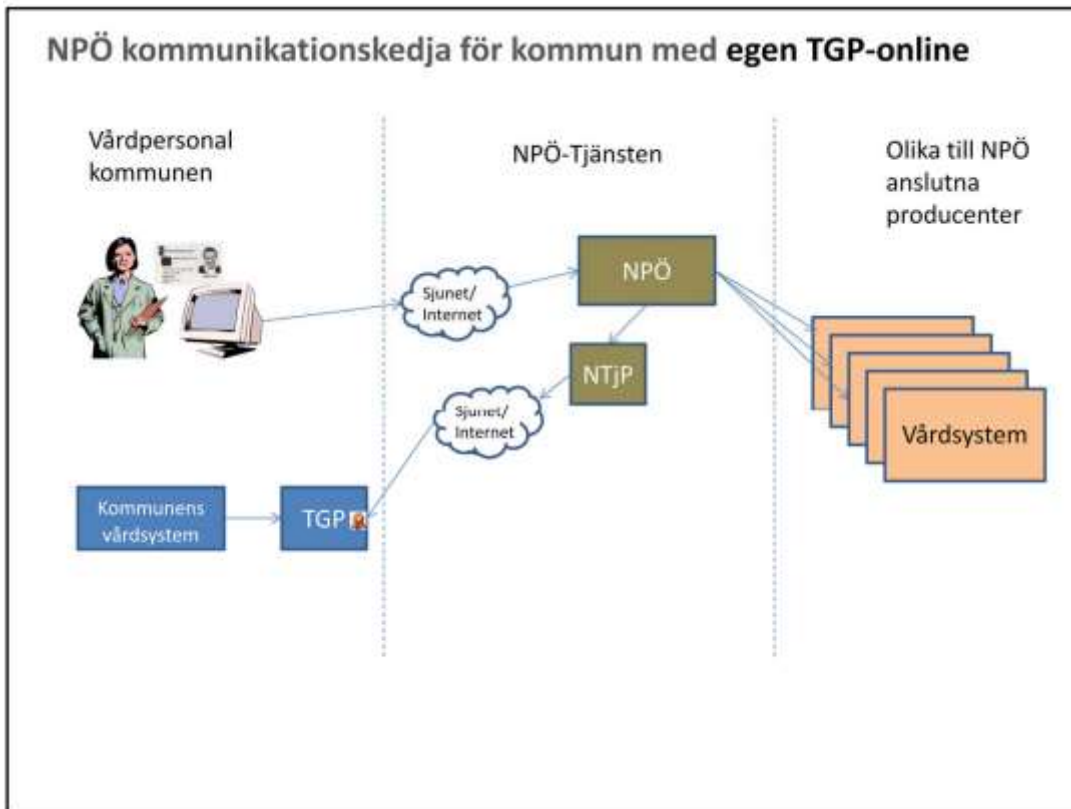 NPÖ kommunikationskedja för kommun med egen TGP-online
Vårdpersonal
kommunen
NPÖ-Tjänsten
Olika till NPÖ
anslutna
producenter
NPÖ
Sjunet/
Internet
NTjP
Sjunet/
Internet
Vårdsystem
Kommunens
vårdsystem
TGP